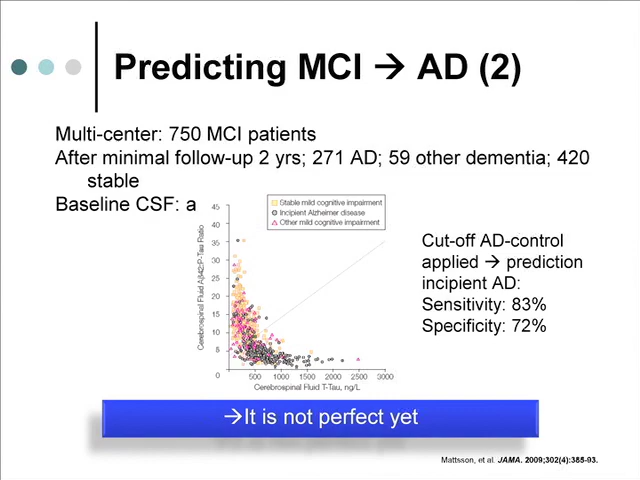 Predicting MCI → AD (2)
Multi-center: 750 MCI patients
After minimal follow-up 2 yrs; 271 AD; 59 other dementia; 420
stable
Baseline CSF: a
45
40
35
30
25
20
15
10
5
0
Cerebrospinal Fluid Aβ42:P-Tau Ratio
Stable mild cognitive impairment
Incipient Alzheimer disease
Other mild cognitive impairment
500 1000 1500 2000 2500 3000
Cerebrospinal Fluid T-Tau, ng/L
Cut-off AD-control
applied → prediction
incipient AD:
Sensitivity: 83%
Specificity: 72%
→It is not perfect yet
Mattsson, et al. JAMA. 2009;302(4):385-93.